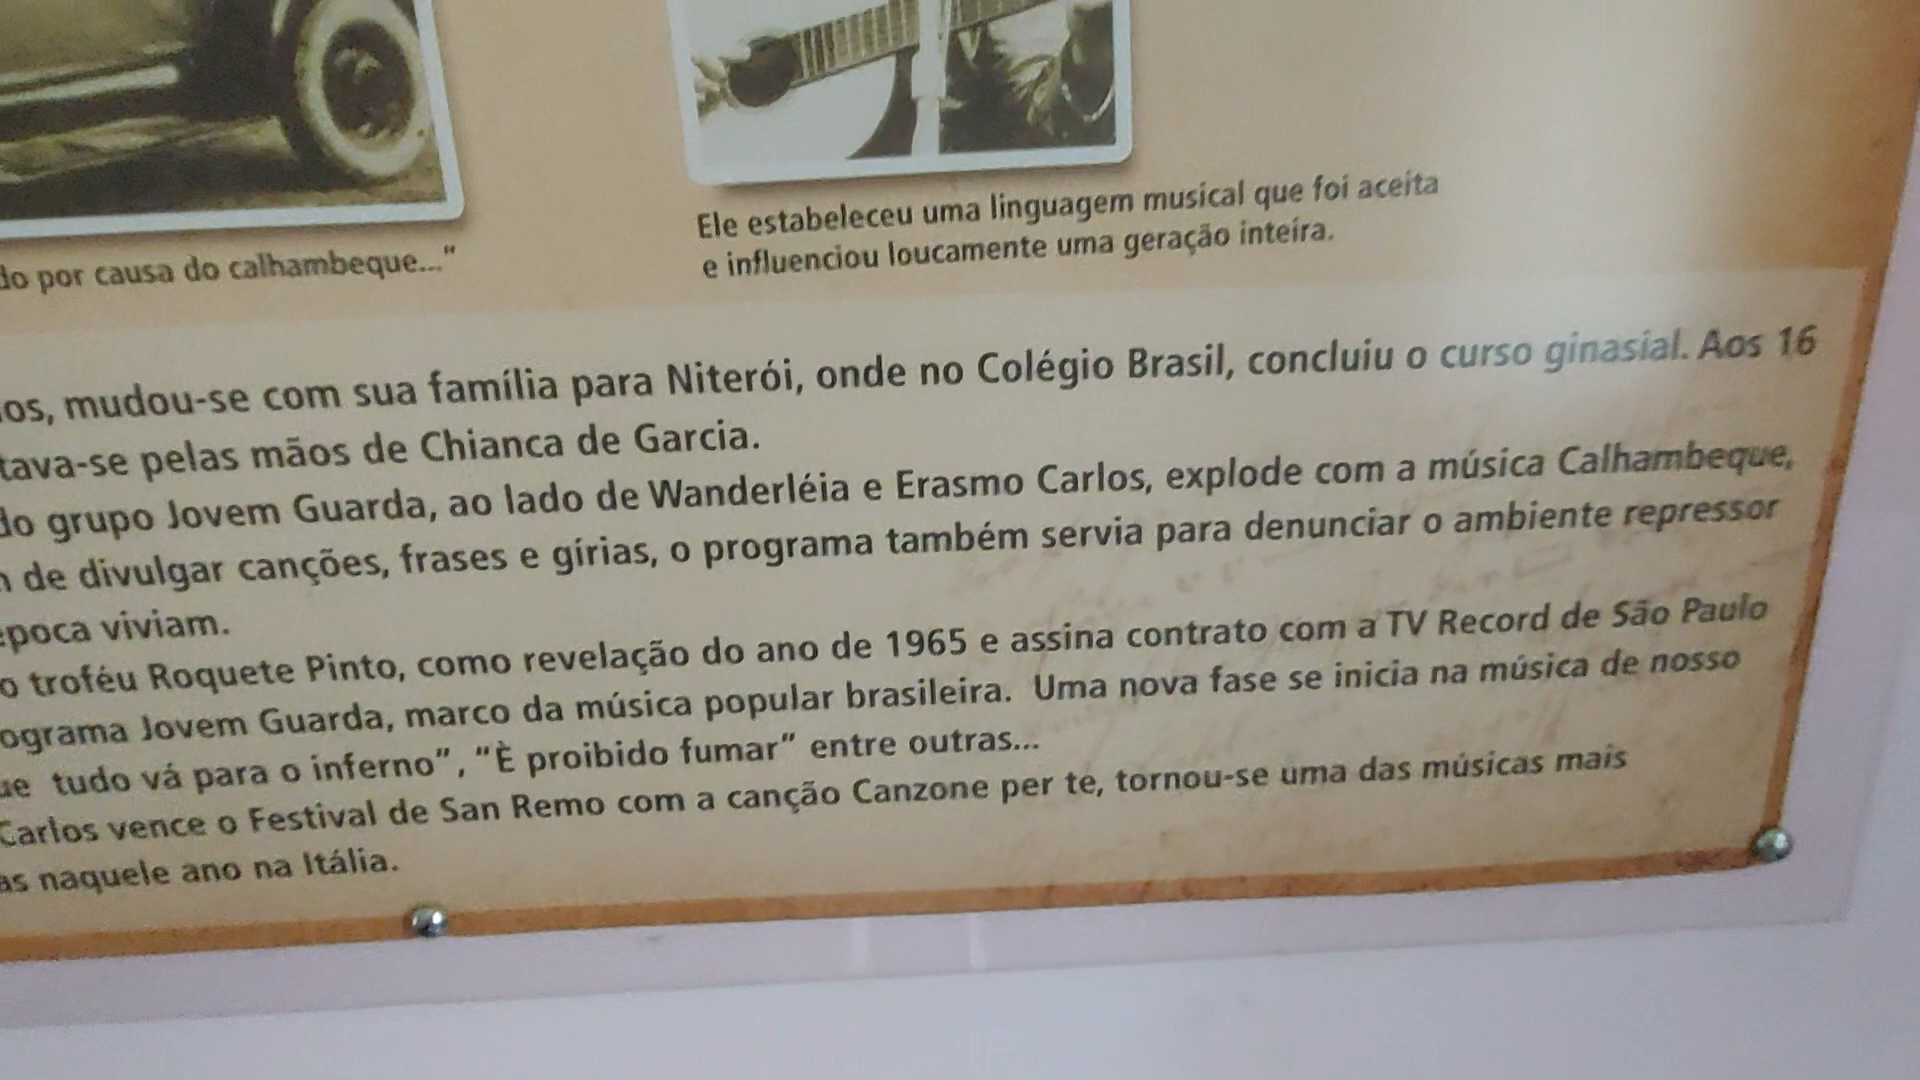 do por causa do calhambeque..."
Ele estabeleceu uma linguagem musical que foi aceita
e influenciou loucamente uma geração inteira.
mudou-se com sua família para Niterói, onde no Colégio Brasil, concluiu o curso ginasial. Aos 16
tava-se pelas mãos de Chianca de Garcia.
do grupo Jovem Guarda, ao lado de Wanderléia e Erasmo Carlos, explode com a música Calhambeque,
de divulgar canções, frases e gírias, o programa também servia para denunciar o ambiente repressor
época viviam.
o troféu Roquete Pinto, como revelação do ano de 1965 e assina contrato com a TV Record de São Paulo
ograma Jovem Guarda, marco da música popular brasileira. Uma nova fase se inicia na música de nosso
ue tudo vá para o inferno", "È proibido fumar" entre outras...
Carlos vence o Festival de San Remo com a canção Canzone per te, tornou-se uma das músicas mais
as naquele ano na Itália.